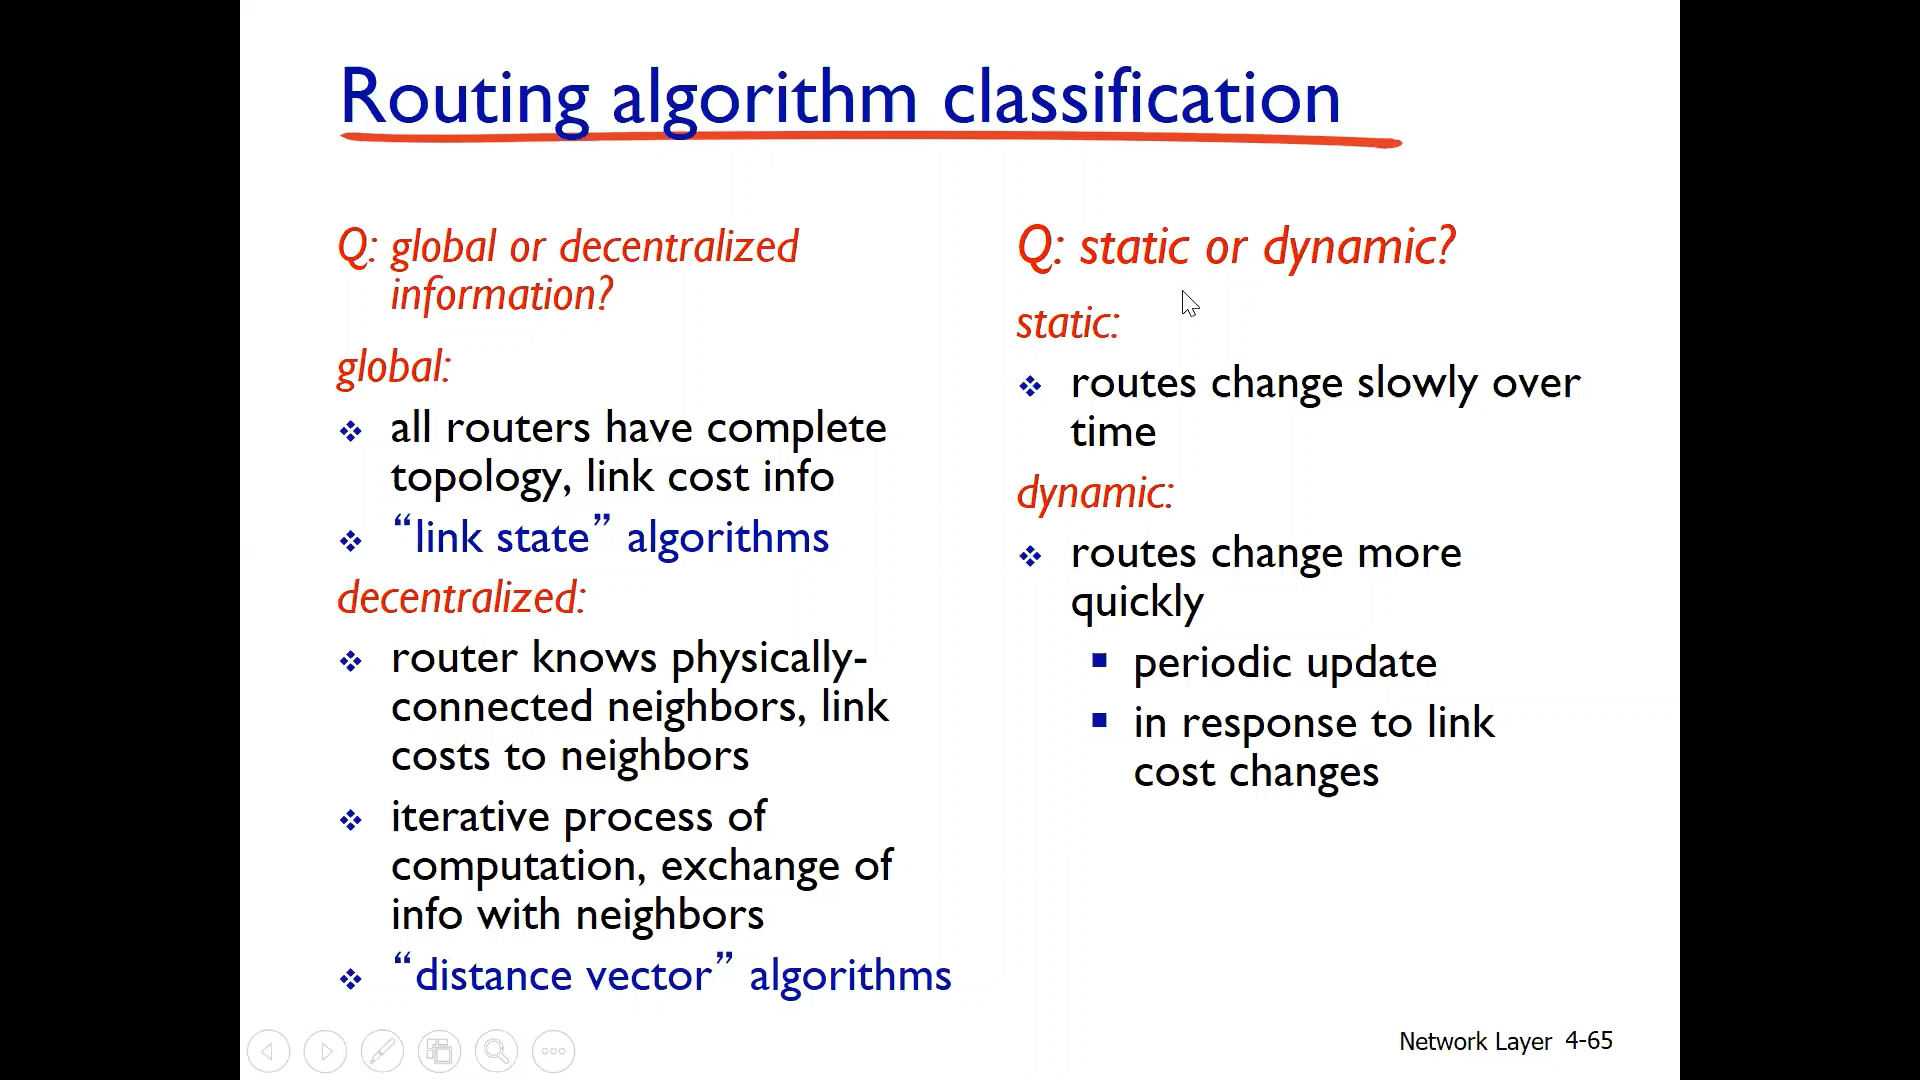 Routing algorithm classification
Q: global or decentralized
information?
global:
all routers have complete
topology, link cost info
“link state” algorithms
decentralized:
router knows physically-
connected neighbors, link
costs to neighbors
iterative process of
computation, exchange of
info with neighbors
“distance vector” algorithms
Q: static or dynamic?
static:
routes change slowly over
time
dynamic:
routes change more
quickly
periodic update
in response to link
cost changes
Network Layer 4-65